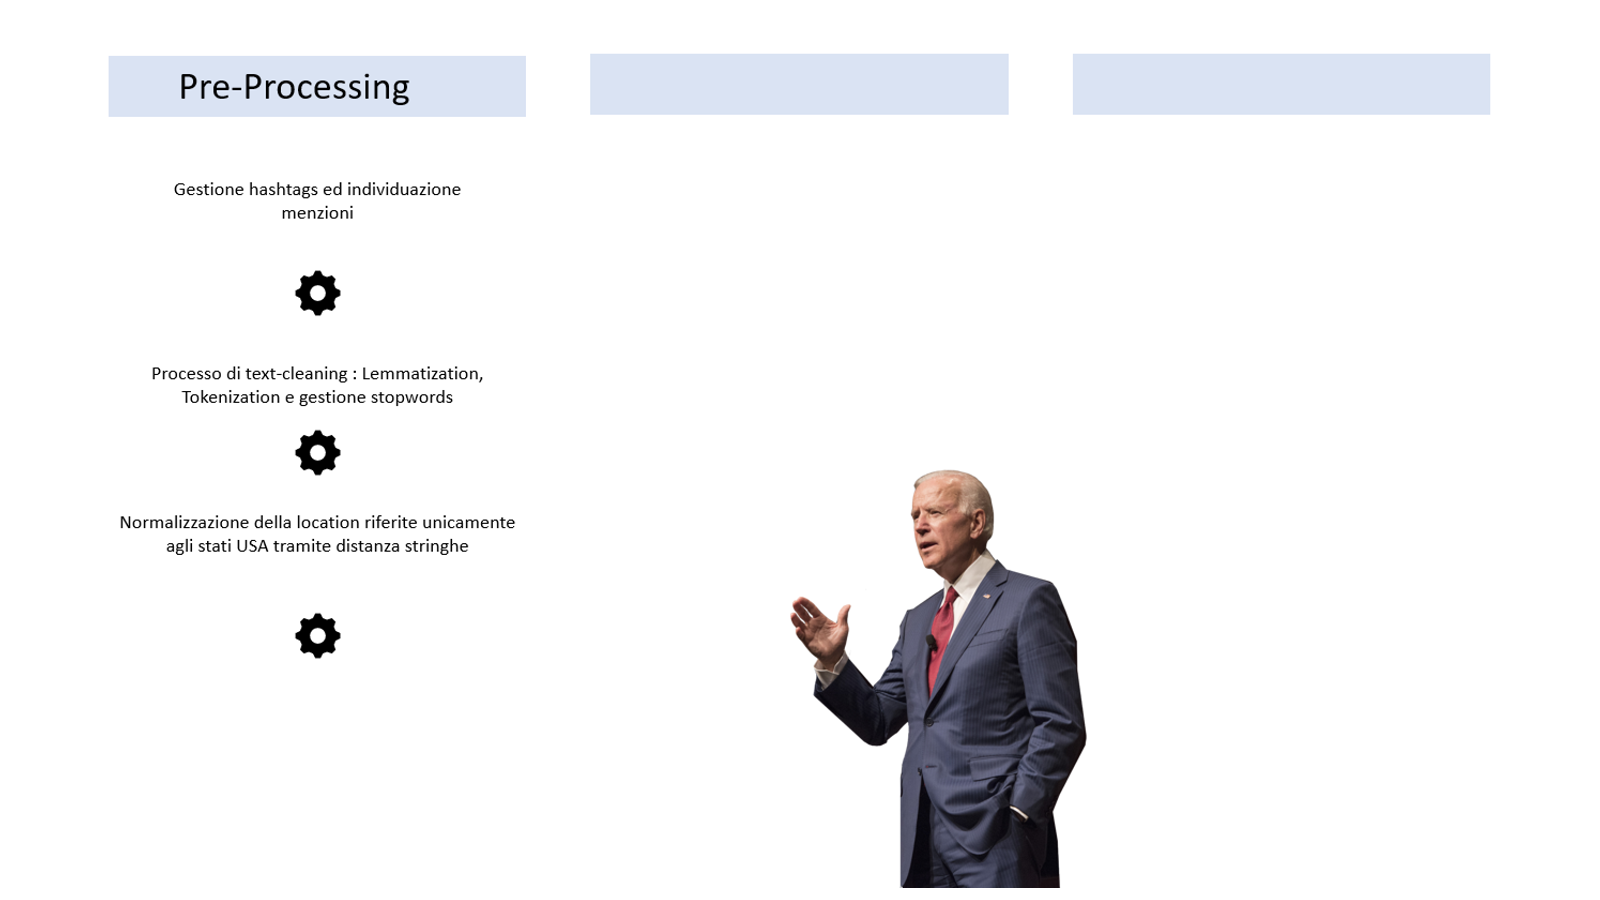 Pre-Processing
Gestione hashtags ed individuazione
menzioni
Processo di text-cleaning : Lemmatization,
Tokenization e gestione stopwords
Normalizzazione della location riferite unicamente
agli stati USA tramite distanza stringhe